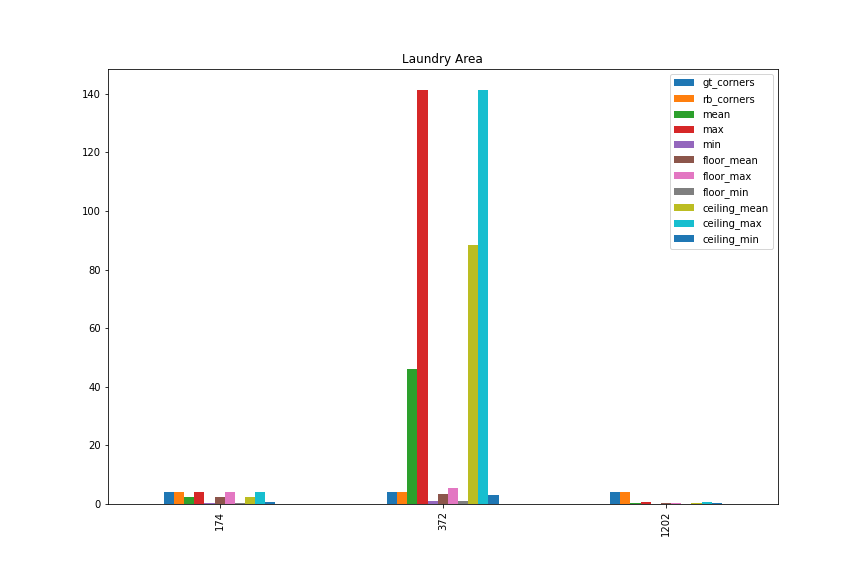 Laundry Area
gt_corners
rb_corners
mean
max
min
floor_mean
floor_max
floor_min
ceiling_mean
ceiling_max
ceiling_min
140
120
100
80
60
40
20
0
174
372
1202